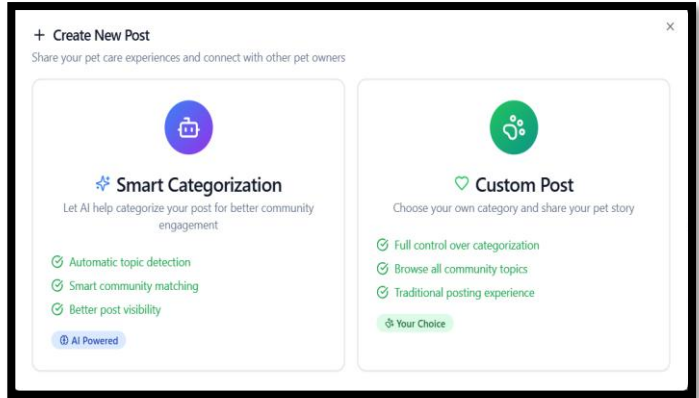 Create New Post
Share your pet care experiences and connect with other pet owners
Smart Categorization
Let AI help categorize your post for better community
engagement
Automatic topic detection
Smart community matching
Better post visibility
AI Powered
Custom Post
Choose your own category and share your pet story
Full control over categorization
Browse all community topics
Traditional posting experience
Your Choice